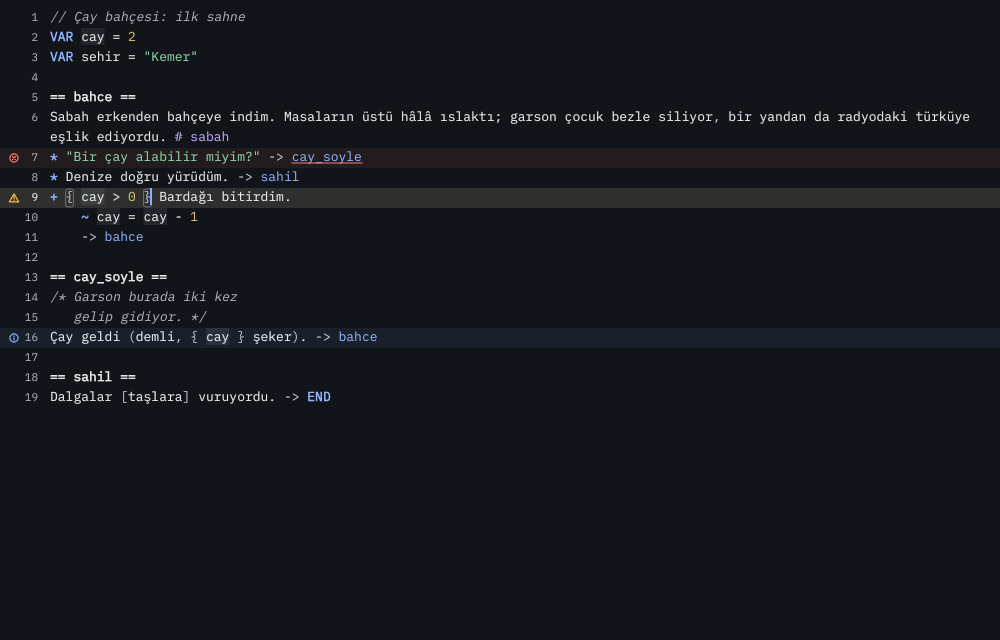 1 // Çay bahçesi: ilk sahne
2 VAR cay = 2
3 VAR sehir = "Kemer"
4
5 == bahce ==
6 Sabah erkenden bahçeye indim. Masaların üstü hâlâ ıslaktı; garson çocuk bezle siliyor, bir yandan da radyodaki türküye
eşlik ediyordu. # sabah
7 * "Bir çay alabilir miyim?" -> cay_soyle
8 * Denize doğru yürüdüm. -> sahil
9 + { cay > 0 } Bardağı bitirdim.
10 ~ cay = cay - 1
11 -> bahce
12
13 == cay_soyle ==
14 /* Garson burada iki kez
15 gelip gidiyor. */
16 Çay geldi (demli, { cay } şeker). -> bahce
17
18 == sahil ==
19 Dalgalar [taşlara] vuruyordu. -> END